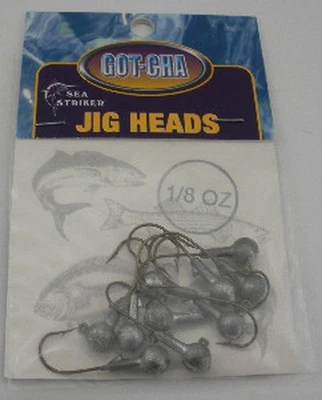 GOT-CHA
SEA
STRIKER
JIG HEADS
1/8 OZ